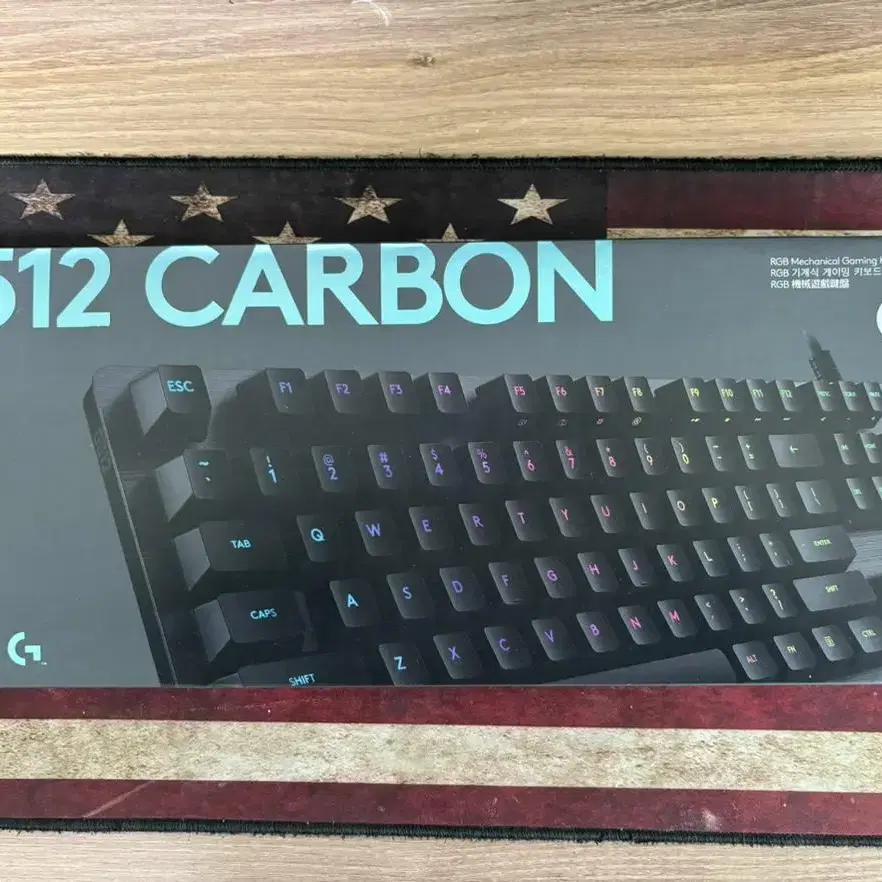 512 CARBON
RGB Mechanical Gaming
RGB 기계식 게이밍 키보드
RGB 機械遊戲鍵盤
G512
ESC F1 F2 F3 F4 F5 F6 F7 F8 F9 F10 F11 F12
~ ! @ # $ % ^ & * ( ) _ + ←
` 1 2 3 4 5 6 7 8 9 0 - =
TAB Q W E R T Y U I O P { } |
CAPS A S D F G H J K L : " ENTER
SHIFT Z X C V B N M < > ? SHIFT
ALT FN CTRL
G